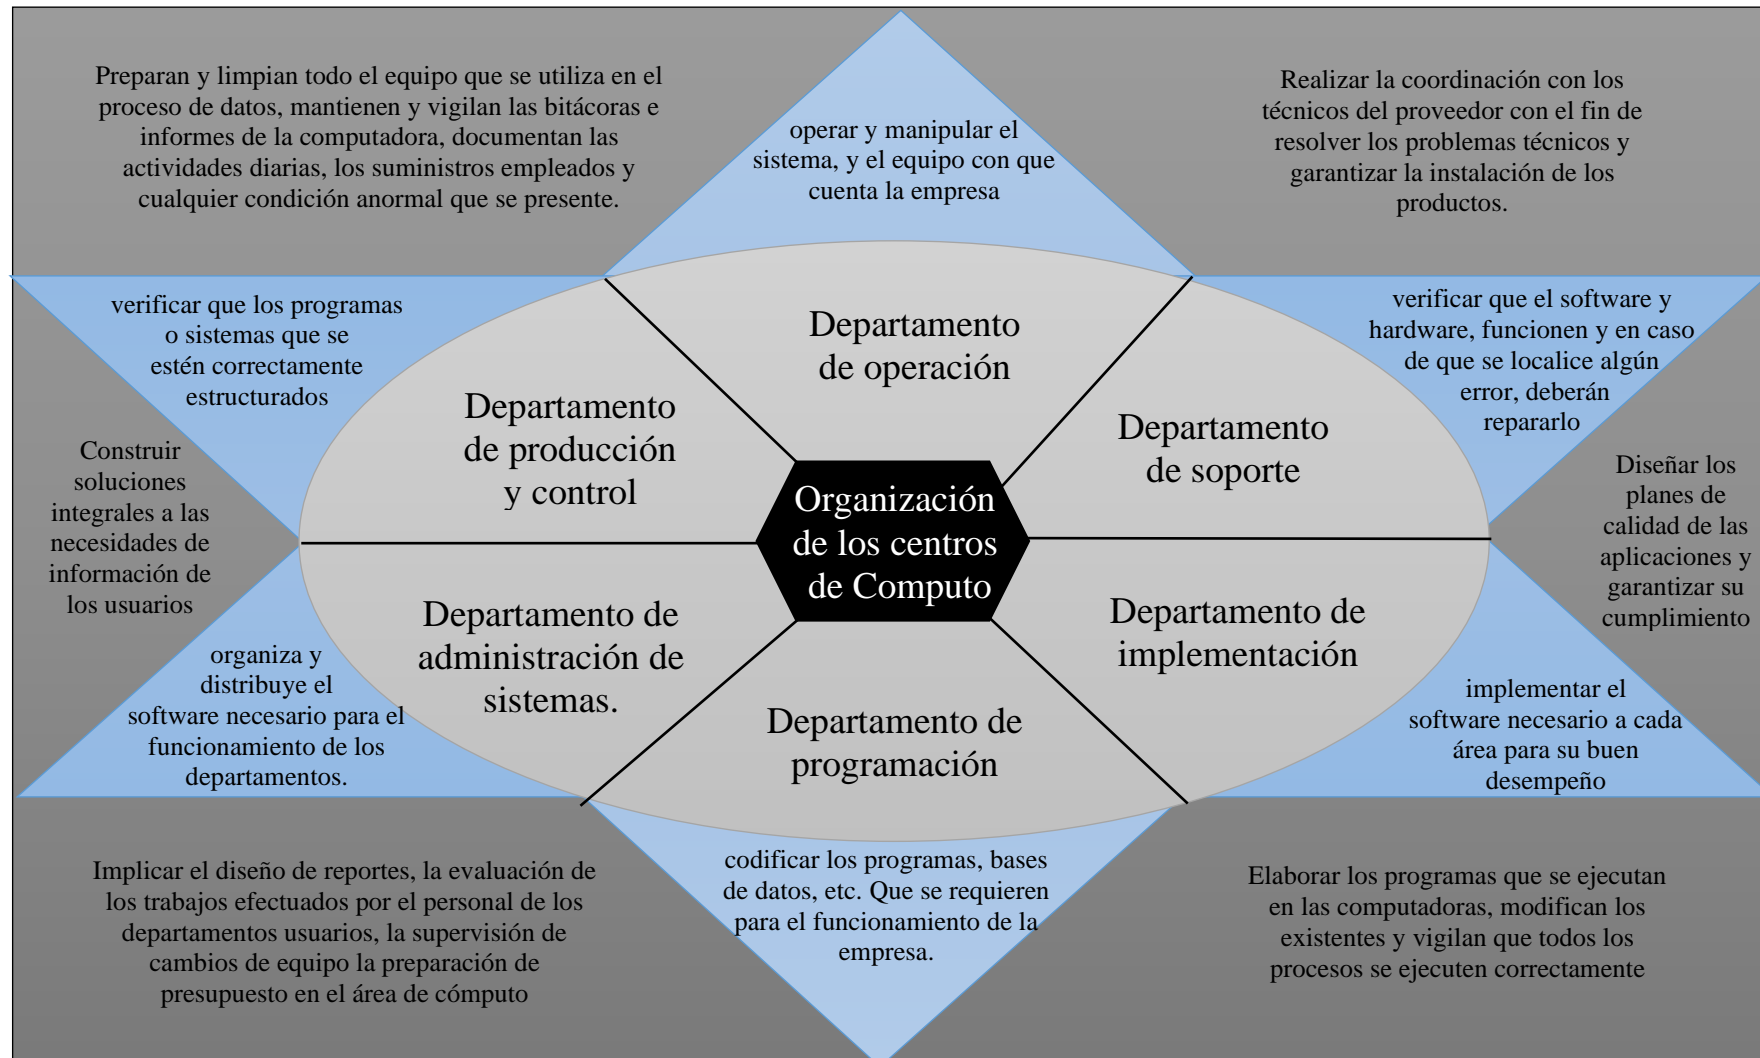 Preparan y limpian todo el equipo que se utiliza en el
proceso de datos, mantienen y vigilan las bitácoras e
informes de la computadora, documentan las
actividades diarias, los suministros empleados y
cualquier condición anormal que se presente.
operar y manipular el
sistema, y el equipo con que
cuenta la empresa
Realizar la coordinación con los
técnicos del proveedor con el fin de
resolver los problemas técnicos y
garantizar la instalación de los
productos.
verificar que los programas
o sistemas que se
estén correctamente
estructurados
Departamento
de operación
verificar que el software y
hardware, funcionen y en caso
de que se localice algún
error, deberán
repararlo
Departamento
de producción
y control
Departamento
de soporte
Construir
soluciones
integrales a las
necesidades de
información de
los usuarios
Organización
de los centros
de Computo
Diseñar los
planes de
calidad de las
aplicaciones y
garantizar su
cumplimiento
Departamento de
administración de
sistemas.
Departamento de
implementación
organiza y
distribuye el
software necesario para el
funcionamiento de los
departamentos.
Departamento de
programación
implementar el
software necesario a cada
área para su buen
desempeño
Implicar el diseño de reportes, la evaluación de
los trabajos efectuados por el personal de los
departamentos usuarios, la supervisión de
cambios de equipo la preparación de
presupuesto en el área de cómputo
codificar los programas, bases
de datos, etc. Que se requieren
para el funcionamiento de la
empresa.
Elaborar los programas que se ejecutan
en las computadoras, modifican los
existentes y vigilan que todos los
procesos se ejecuten correctamente